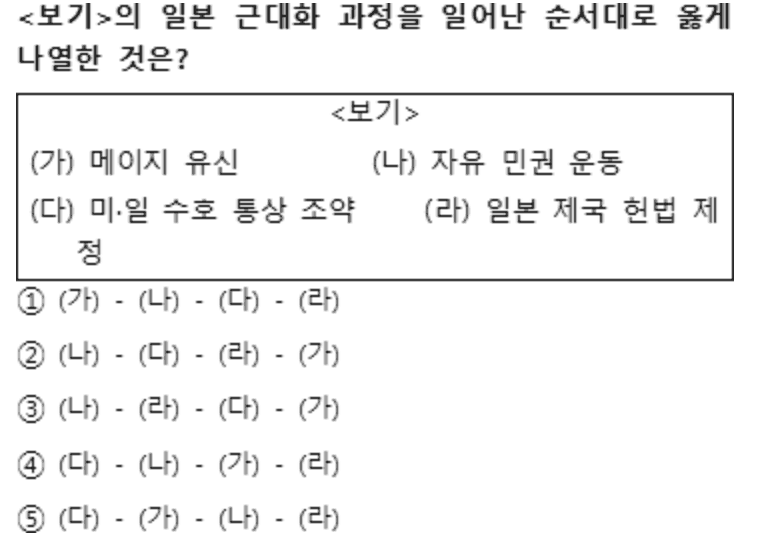 <보기>의 일본 근대화 과정을 일어난 순서대로 옳게
나열한 것은?
<보기>
(가) 메이지 유신 (나) 자유 민권 운동
(다) 미·일 수호 통상 조약 (라) 일본 제국 헌법 제
정
① (가) - (나) - (다) - (라)
② (나) - (다) - (라) - (가)
③ (나) - (라) - (다) - (가)
④ (다) - (나) - (가) - (라)
⑤ (다) - (가) - (나) - (라)